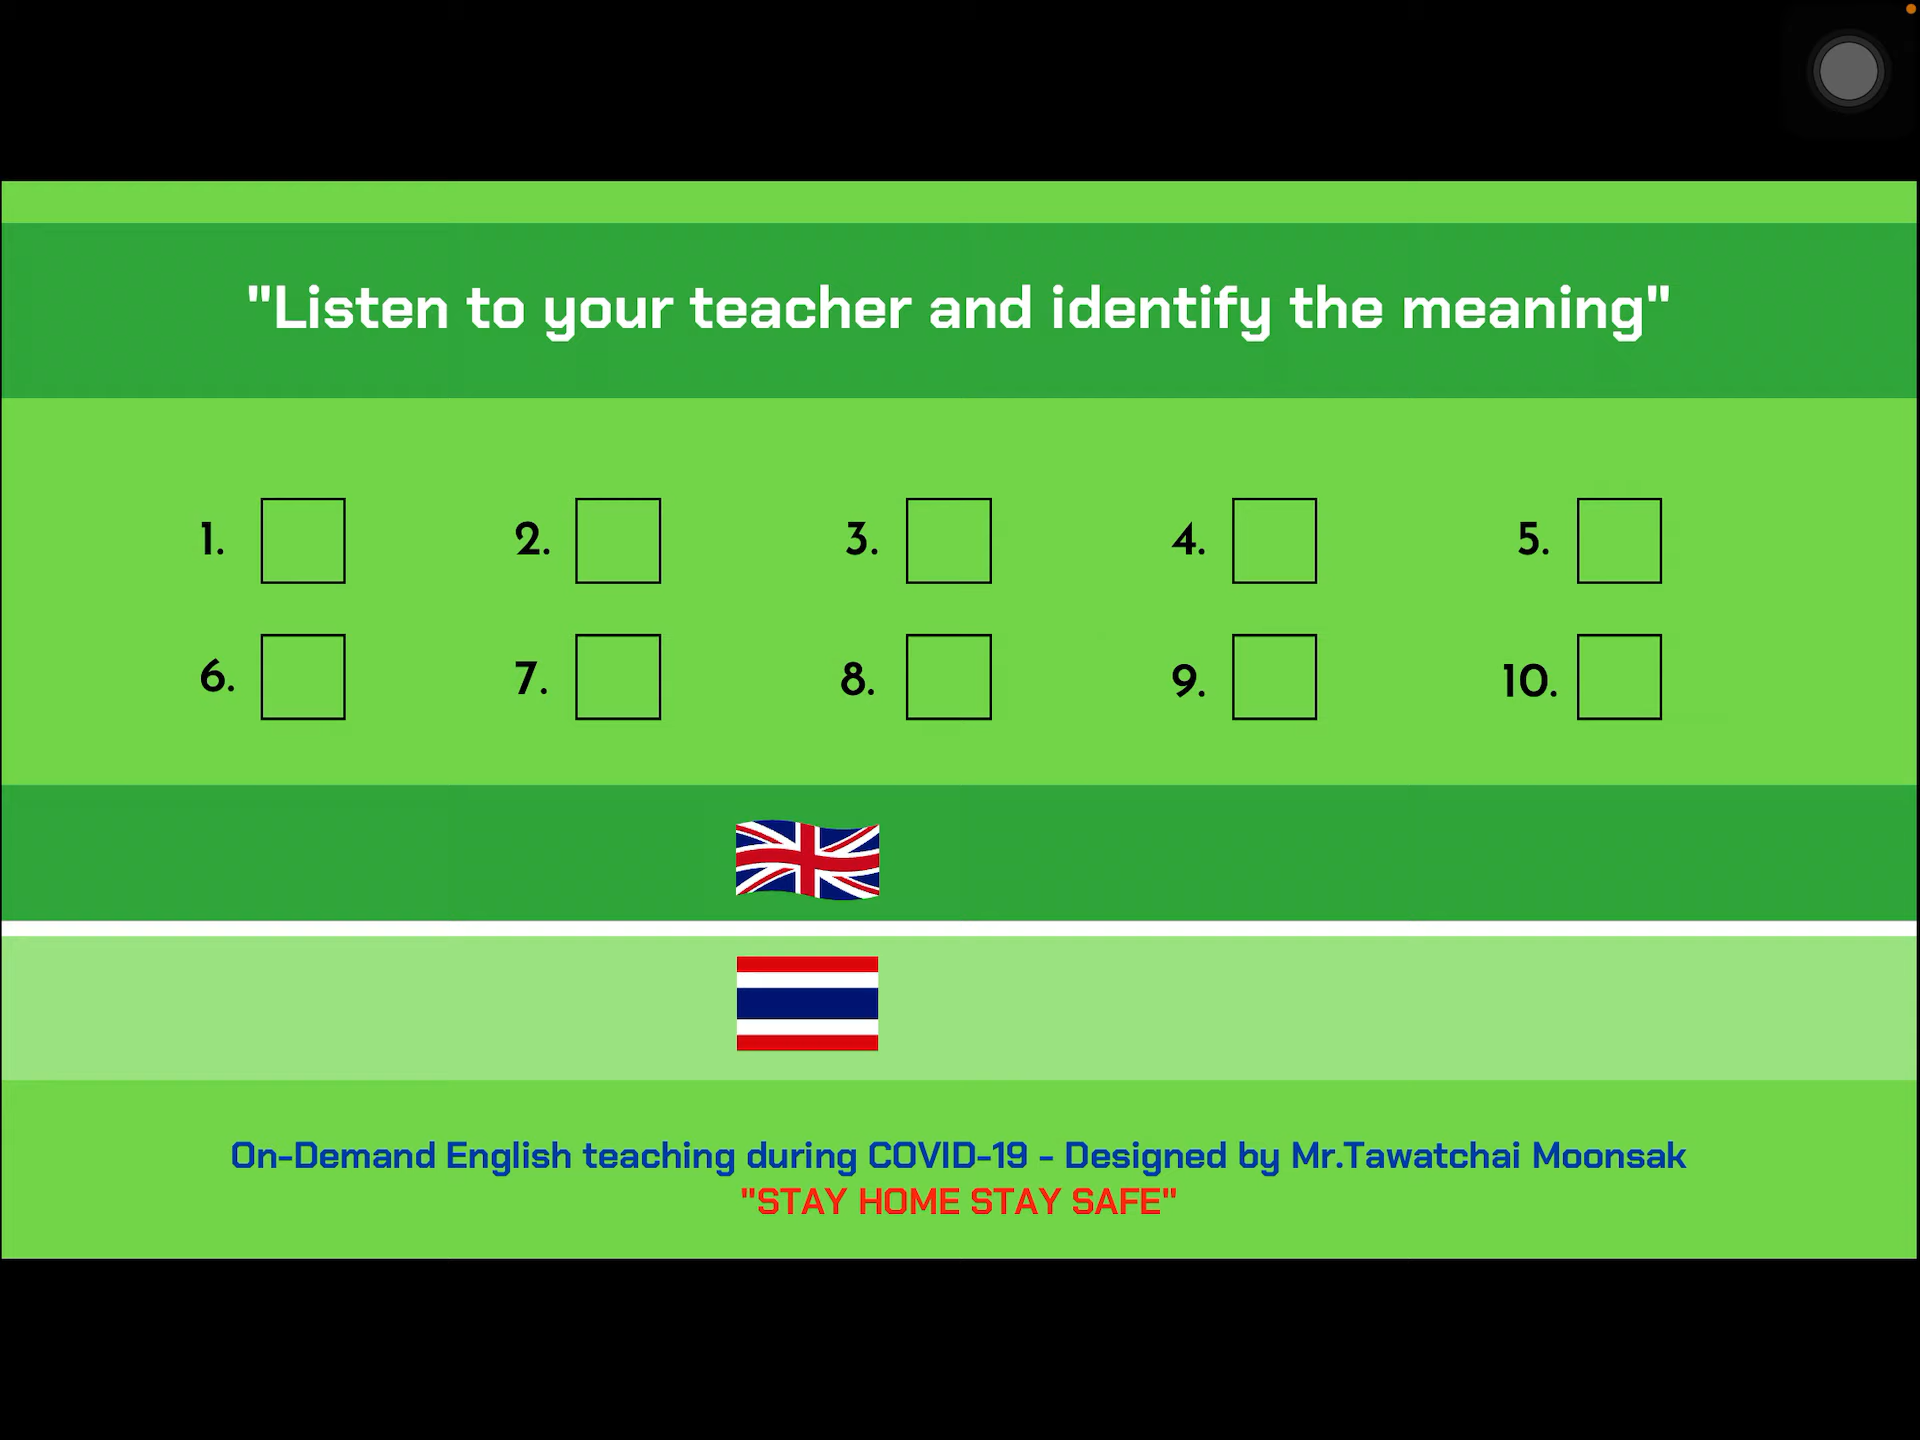 "Listen to your teacher and identify the meaning"
1. 2. 3. 4. 5.
6. 7. 8. 9. 10.
On-Demand English teaching during COVID-19 - Designed by Mr.Tawatchai Moonsak
"STAY HOME STAY SAFE"